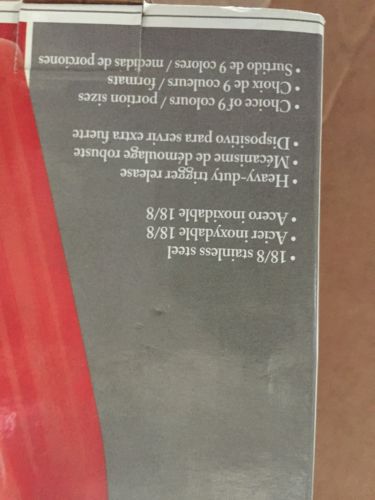 • 18/8 stainless steel
• Acier inoxydable 18/8
• Acero inoxidable 18/8
• Heavy-duty trigger release
• Mécanisme de démoulage robuste
• Dispositivo para servir extra fuerte
• Choice of 9 colours / portion sizes
• Choix de 9 couleurs / formats
• Surtido de 9 colores / medidas de porciones